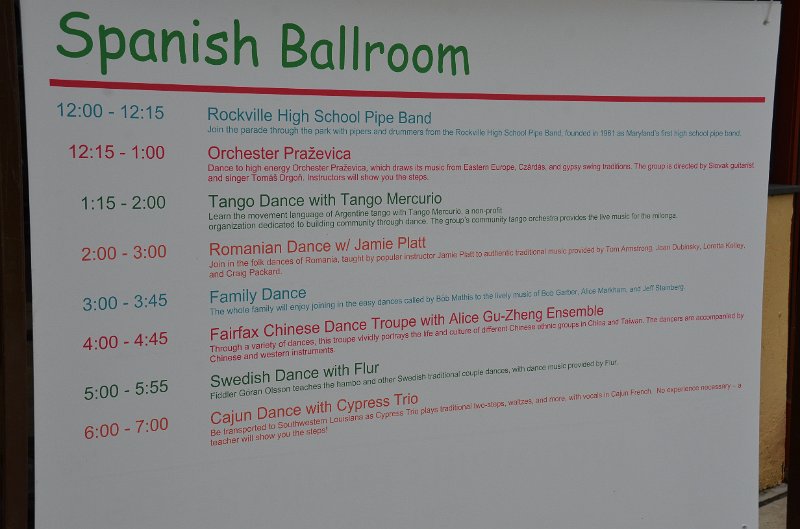 Spanish Ballroom
12:00 - 12:15 Rockville High School Pipe Band
Join the parade through the park with pipers and drummers from the Rockville High School Pipe Band, founded in 1961 as Maryland's first high school pipe band.
12:15 - 1:00 Orchester Praževica
Dance to high energy Orchester Praževica, which draws its music from Eastern Europe, Czárdás, and gypsy swing traditions. The group is directed by Slovak guitarist
and singer Tomáš Drgoň. Instructors will show you the steps.
1:15 - 2:00 Tango Dance with Tango Mercurio
Learn the movement language of Argentine tango with Tango Mercurio, a non-profit
organization dedicated to building community through dance. The group's community tango orchestra provides the live music for the milonga.
2:00 - 3:00 Romanian Dance w/ Jamie Platt
Join in the folk dances of Romania, taught by popular instructor Jamie Platt to authentic traditional music provided by Tom Armstrong, Joan Dubinsky, Loretta Kelley,
and Craig Packard.
3:00 - 3:45 Family Dance
The whole family will enjoy joining in the easy dances called by Bob Mathis to the lively music of Bob Garber, Alice Markham, and Jeff Steinberg.
4:00 - 4:45 Fairfax Chinese Dance Troupe with Alice Gu-Zheng Ensemble
Through a variety of dances, this troupe vividly portrays the life and culture of different Chinese ethnic groups in China and Taiwan. The dancers are accompanied by
Chinese and western instruments
5:00 - 5:55 Swedish Dance with Flur
Fiddler Goran Olsson teaches the hambo and other Swedish traditional couple dances, with dance music provided by Flur.
6:00 - 7:00 Cajun Dance with Cypress Trio
Be transported to Southwestern Louisiana as Cypress Trio plays traditional two-steps, waltzes, and more, with vocals in Cajun French. No experience necessary – a
teacher will show you the steps!